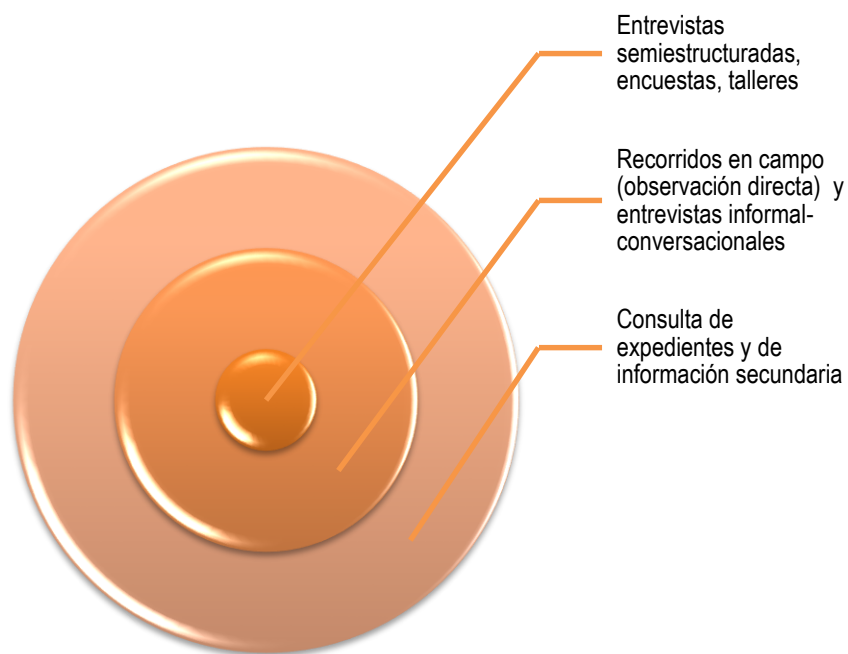 Entrevistas
semiestructuradas,
encuestas, talleres
Recorridos en campo
(observación directa) y
entrevistas informal-
conversacionales
Consulta de
expedientes y de
información secundaria